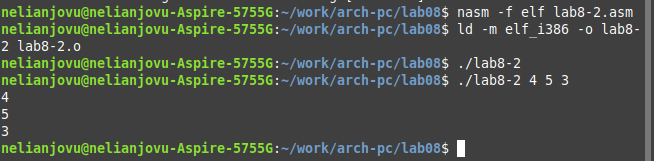 nelianjovu@nelianjovu-Aspire-5755G:~/work/arch-pc/lab08$ nasm -f elf lab8-2.asm
nelianjovu@nelianjovu-Aspire-5755G:~/work/arch-pc/lab08$ ld -m elf_i386 -o lab8-
2 lab8-2.o
nelianjovu@nelianjovu-Aspire-5755G:~/work/arch-pc/lab08$ ./lab8-2
nelianjovu@nelianjovu-Aspire-5755G:~/work/arch-pc/lab08$ ./lab8-2 4 5 3
4
5
3
nelianjovu@nelianjovu-Aspire-5755G:~/work/arch-pc/lab08$